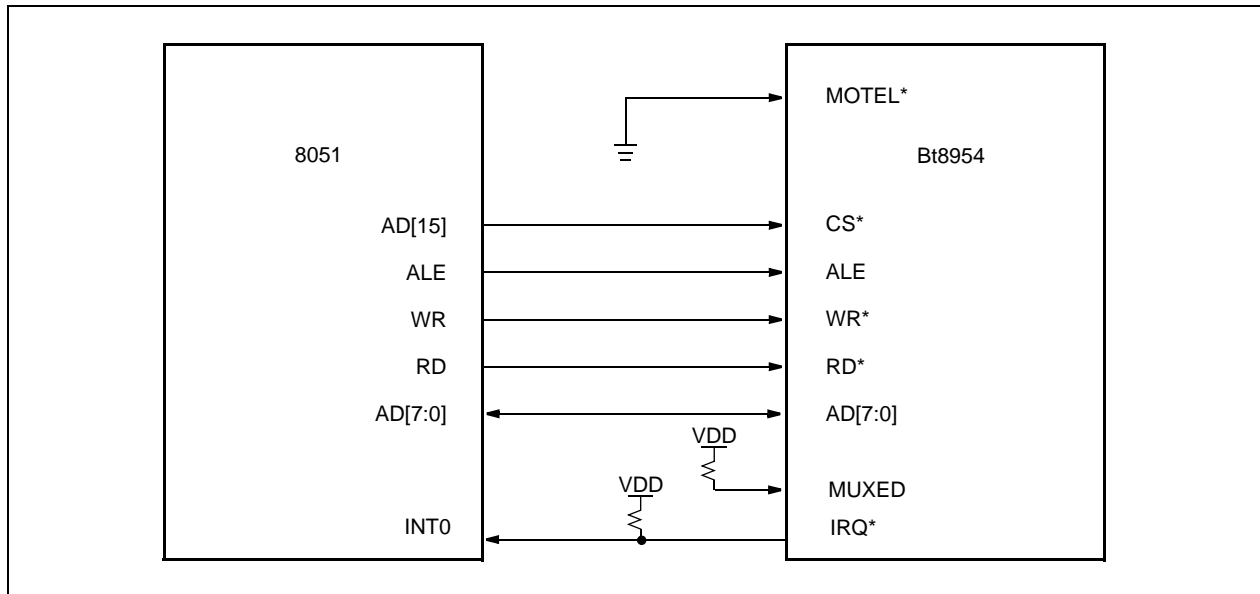 MOTEL*
8051
Bt8954
AD[15]
CS*
ALE
ALE
WR
WR*
RD
RD*
AD[7:0]
AD[7:0]
VDD
MUXED
VDD
INT0
IRQ*